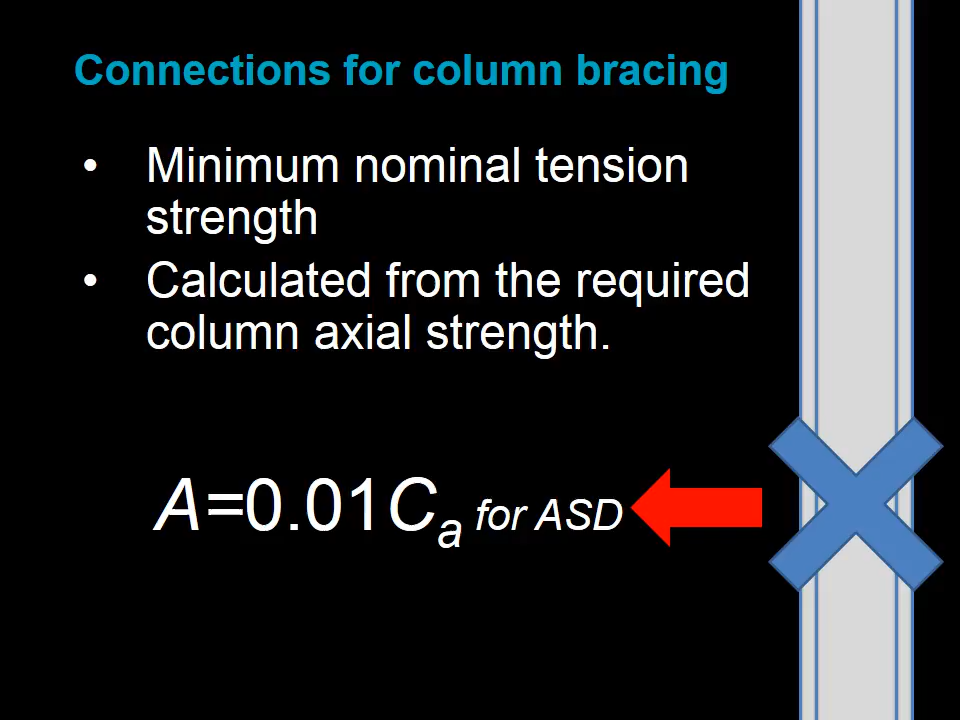 Connections for column bracing
• Minimum nominal tension
strength
• Calculated from the required
column axial strength.
A=0.01Ca for ASD